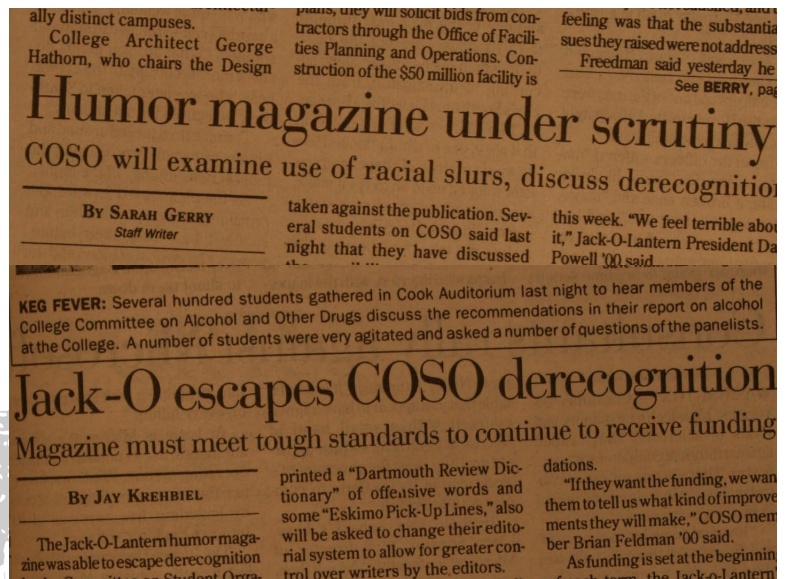 ally distinct campuses.
College Architect George
Hathorn, who chairs the Design
plans, they will solicit bids from con-
tractors through the Office of Facili-
ties Planning and Operations. Con-
struction of the $50 million facility is
feeling was that the substantia
sues they raised were not address
Freedman said yesterday he
See BERRY, pag
Humor magazine under scrutiny
COSO will examine use of racial slurs, discuss derecognitio
BY SARAH GERRY
Staff Writer
taken against the publication. Sev-
eral students on COSO said last
night that they have discussed
this week. “We feel terrible abou
it,” Jack-O-Lantern President Da
Powell ’00 said.
KEG FEVER: Several hundred students gathered in Cook Auditorium last night to hear members of the
College Committee on Alcohol and Other Drugs discuss the recommendations in their report on alcohol
at the College. A number of students were very agitated and asked a number of questions of the panelists.
Jack-O escapes COSO derecognition
Magazine must meet tough standards to continue to receive funding
BY JAY KREHBIEL
The Jack-O-Lantern humor maga-
zine was able to escape derecognition
printed a “Dartmouth Review Dic-
tionary” of offensive words and
some “Eskimo Pick-Up Lines,” also
will be asked to change their edito-
rial system to allow for greater con-
trol over writers by the editors.
dations.
“If they want the funding, we wan
them to tell us what kind of improve
ments they will make,” COSO mem
ber Brian Feldman ’00 said.
As funding is set at the beginnin
the Jack-o-Lantern